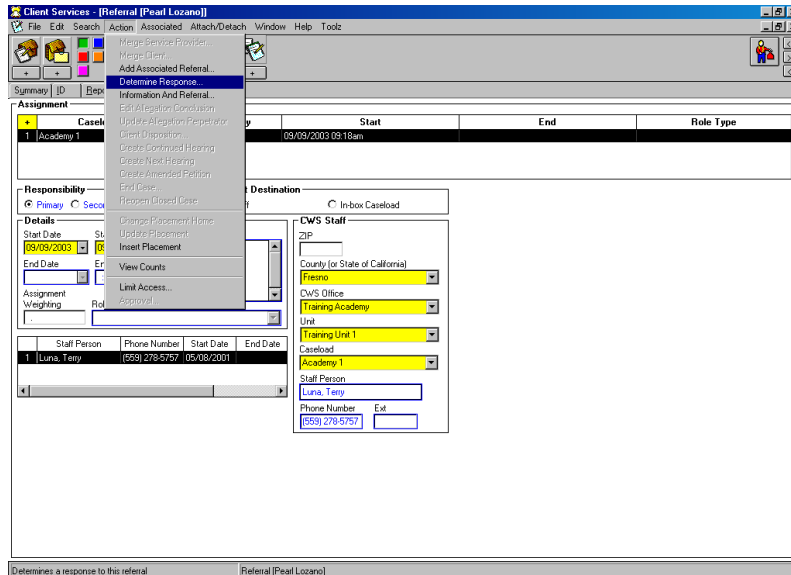 Client Services - [Referral [Pearl Lozano]]
File Edit Search Action Associated Attach/Detach Window Help Toolz
Merge Service Provider...
Merge Client...
Add Associated Referral...
Determine Response...
Information And Referral...
Edit Allegation Conclusion
Update Allegation Perpetrator
Client Disposition...
Create Continued Hearing
Create Next Hearing
Create Amended Petition
End Case...
Reopen Closed Case
Change Placement Home
Update Placement
Insert Placement
View Counts
Limit Access...
Approval...
+ + +
Summary ID
Assignment
+ Start End Role Type
1 Academy 1 09/09/2003 09:18am
Responsibility
Primary
t Destination
In-box Caseload
Details
Start Date
09/09/2003
End Date
Assignment
Weighting
.
CWS Staff
ZIP
County (or State of California)
Fresno
CWS Office
Training Academy
Unit
Training Unit 1
Caseload
Academy 1
Staff Person
Luna, Terry
Phone Number Ext
(559) 278-5757
Staff Person Phone Number Start Date End Date
1 Luna, Terry (559) 278-5757 05/08/2001
Determines a response to this referral Referral [Pearl Lozano]